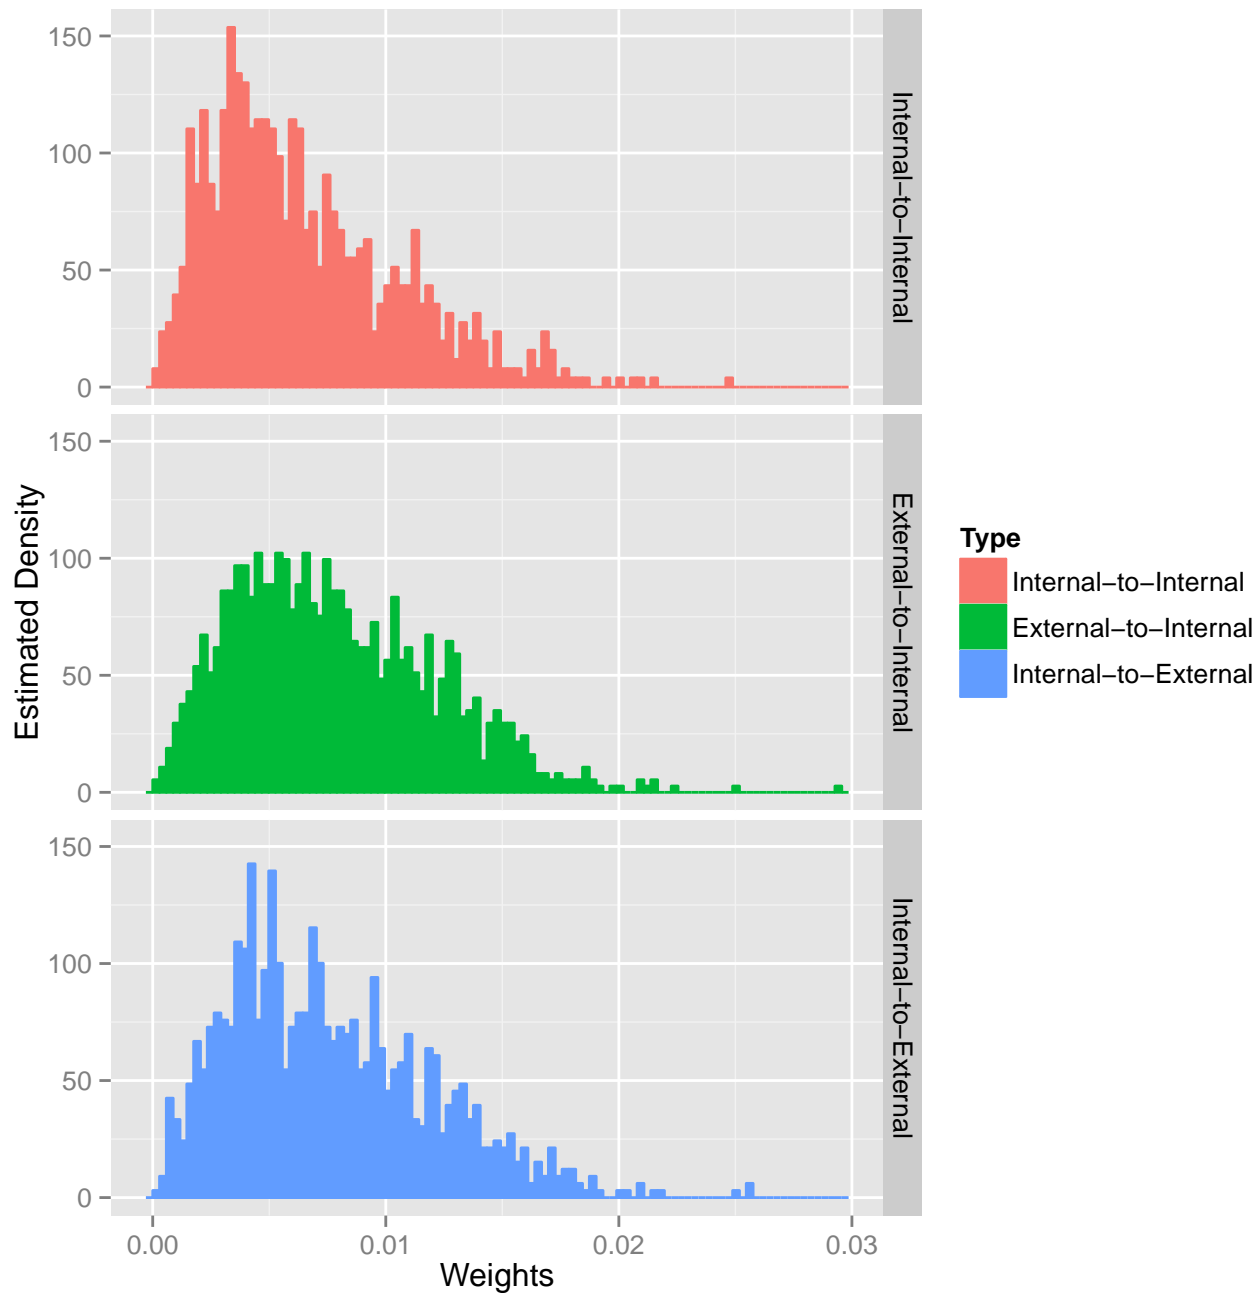 150
100
50
0
Internal−to−Internal
150
100
50
0
External−to−Internal
150
100
50
0
Internal−to−External
0.00
0.01
0.02
0.03
Weights
Estimated Density
Type
Internal−to−Internal
External−to−Internal
Internal−to−External